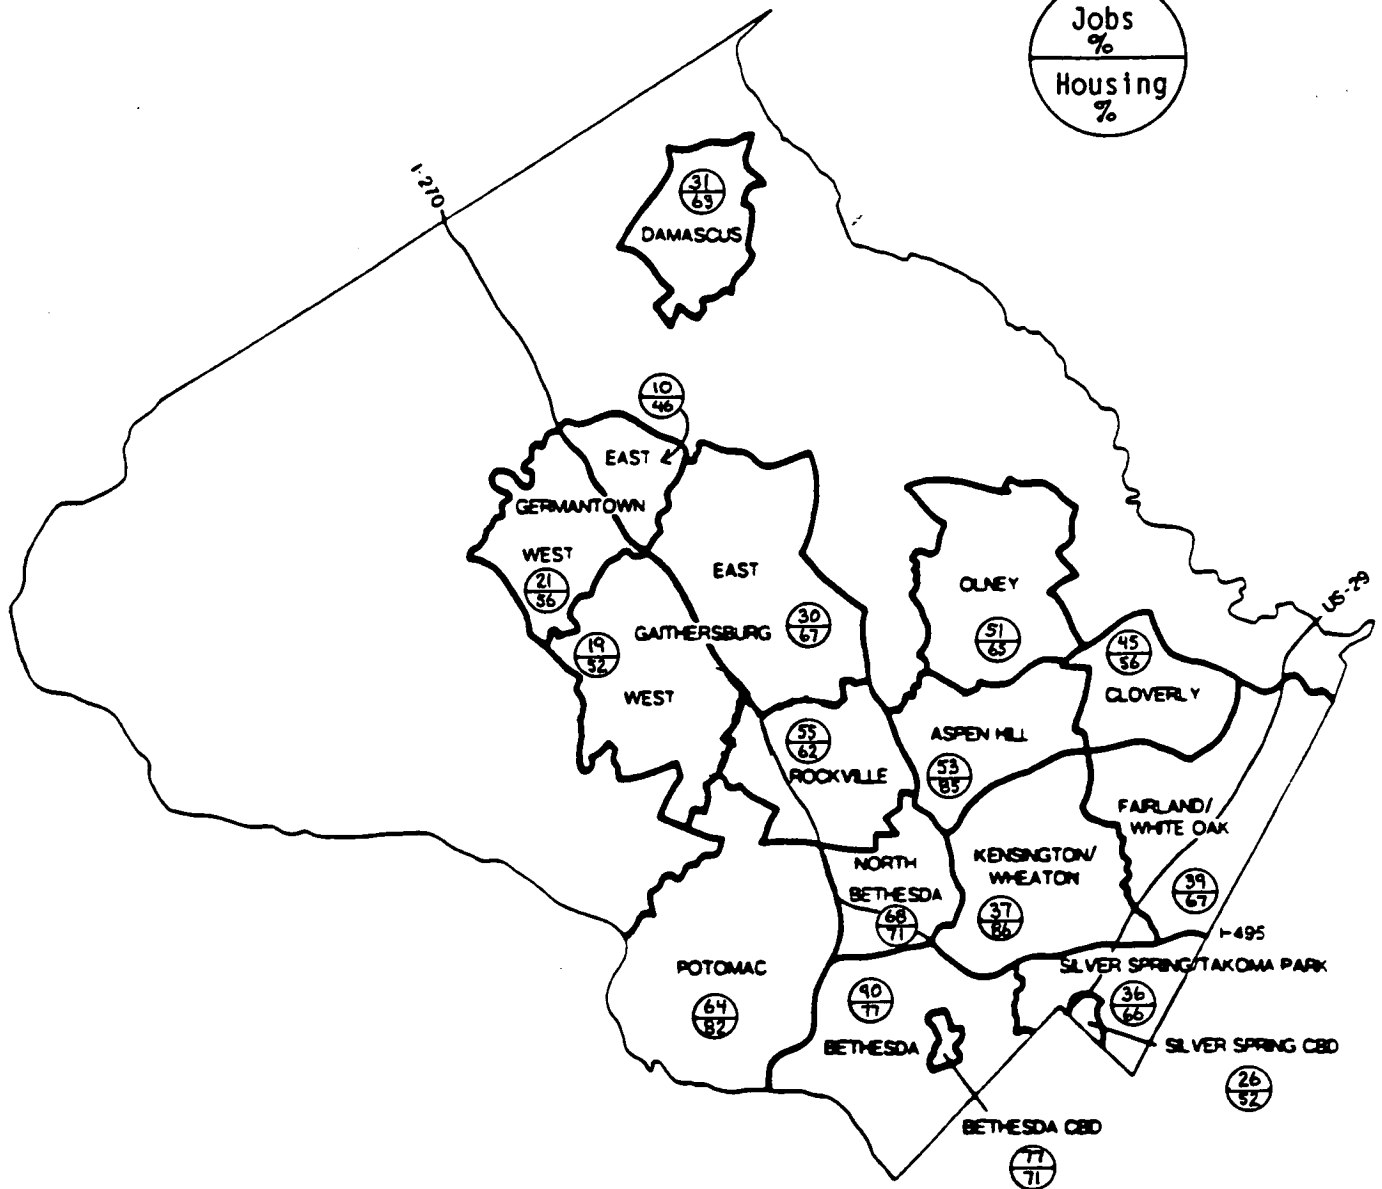 Jobs
%
Housing
%
I-270
31
63
DAMASCUS
10
46
EAST
GERMANTOWN
WEST
21
56
EAST
OLNEY
US-29
GAITHERSBURG
30
67
51
65
45
56
19
52
WEST
CLOVERLY
55
62
ROCKVILLE
ASPEN HILL
53
85
FAIRLAND/
WHITE OAK
NORTH
BETHESDA
68
71
KENSINGTON/
WHEATON
37
86
39
67
I-495
POTOMAC
64
82
SILVER SPRING/TAKOMA PARK
36
66
90
77
BETHESDA
SILVER SPRING CBD
26
52
BETHESDA CBD
77
71